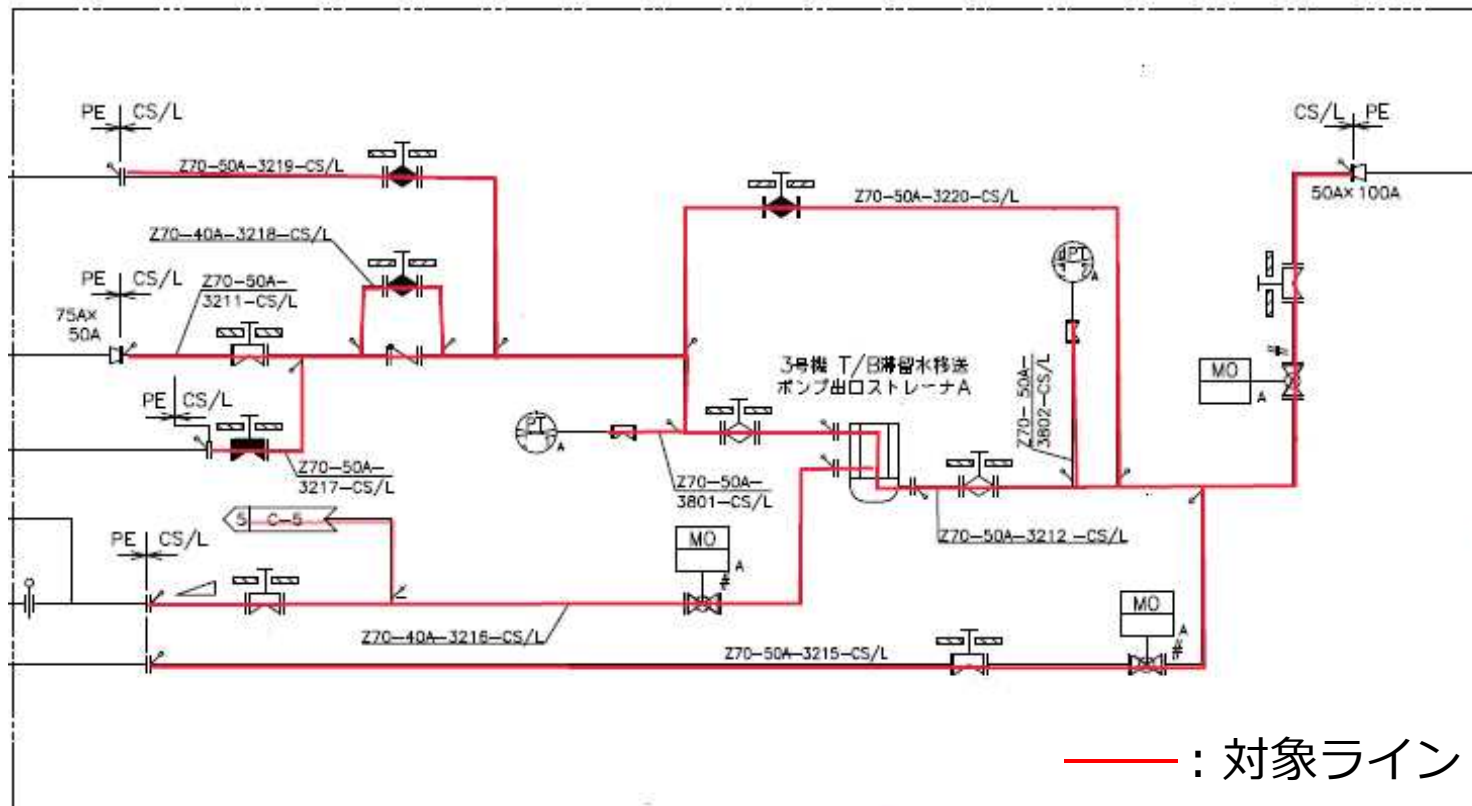 PE CS/L
CS/L PE
Z70-50A-3219-CS/L
50A×100A
Z70-50A-3220-CS/L
Z70-40A-3218-CS/L
PE CS/L
Z70-50A-
3211-CS/L
PT
A
75A×
50A
3号機 T/B滞留水移送
ポンプ出口ストレーナA
MO
A
PE CS/L
Z70-50A-
3802-CS/L
PT
A
Z70-50A-
3217-CS/L
Z70-50A-
3801-CS/L
5 C-5
PE CS/L
MO
A
Z70-50A-3212-CS/L
MO
A
Z70-40A-3216-CS/L
Z70-50A-3215-CS/L
:対象ライン